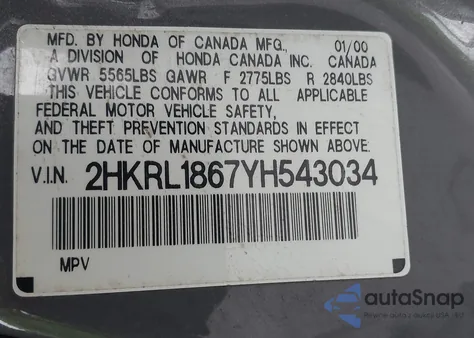 MFD. BY HONDA OF CANADA MFG., 01/00
A DIVISION OF HONDA CANADA INC. CANADA
GVWR 5565LBS GAWR F 2775LBS R 2840LBS
THIS VEHICLE CONFORMS TO ALL APPLICABLE
FEDERAL MOTOR VEHICLE SAFETY,
AND THEFT PREVENTION STANDARDS IN EFFECT
ON THE DATE OF MANUFACTURE SHOWN ABOVE.
V.I.N. 2HKRL1867YH543034
MPV
autoSnap